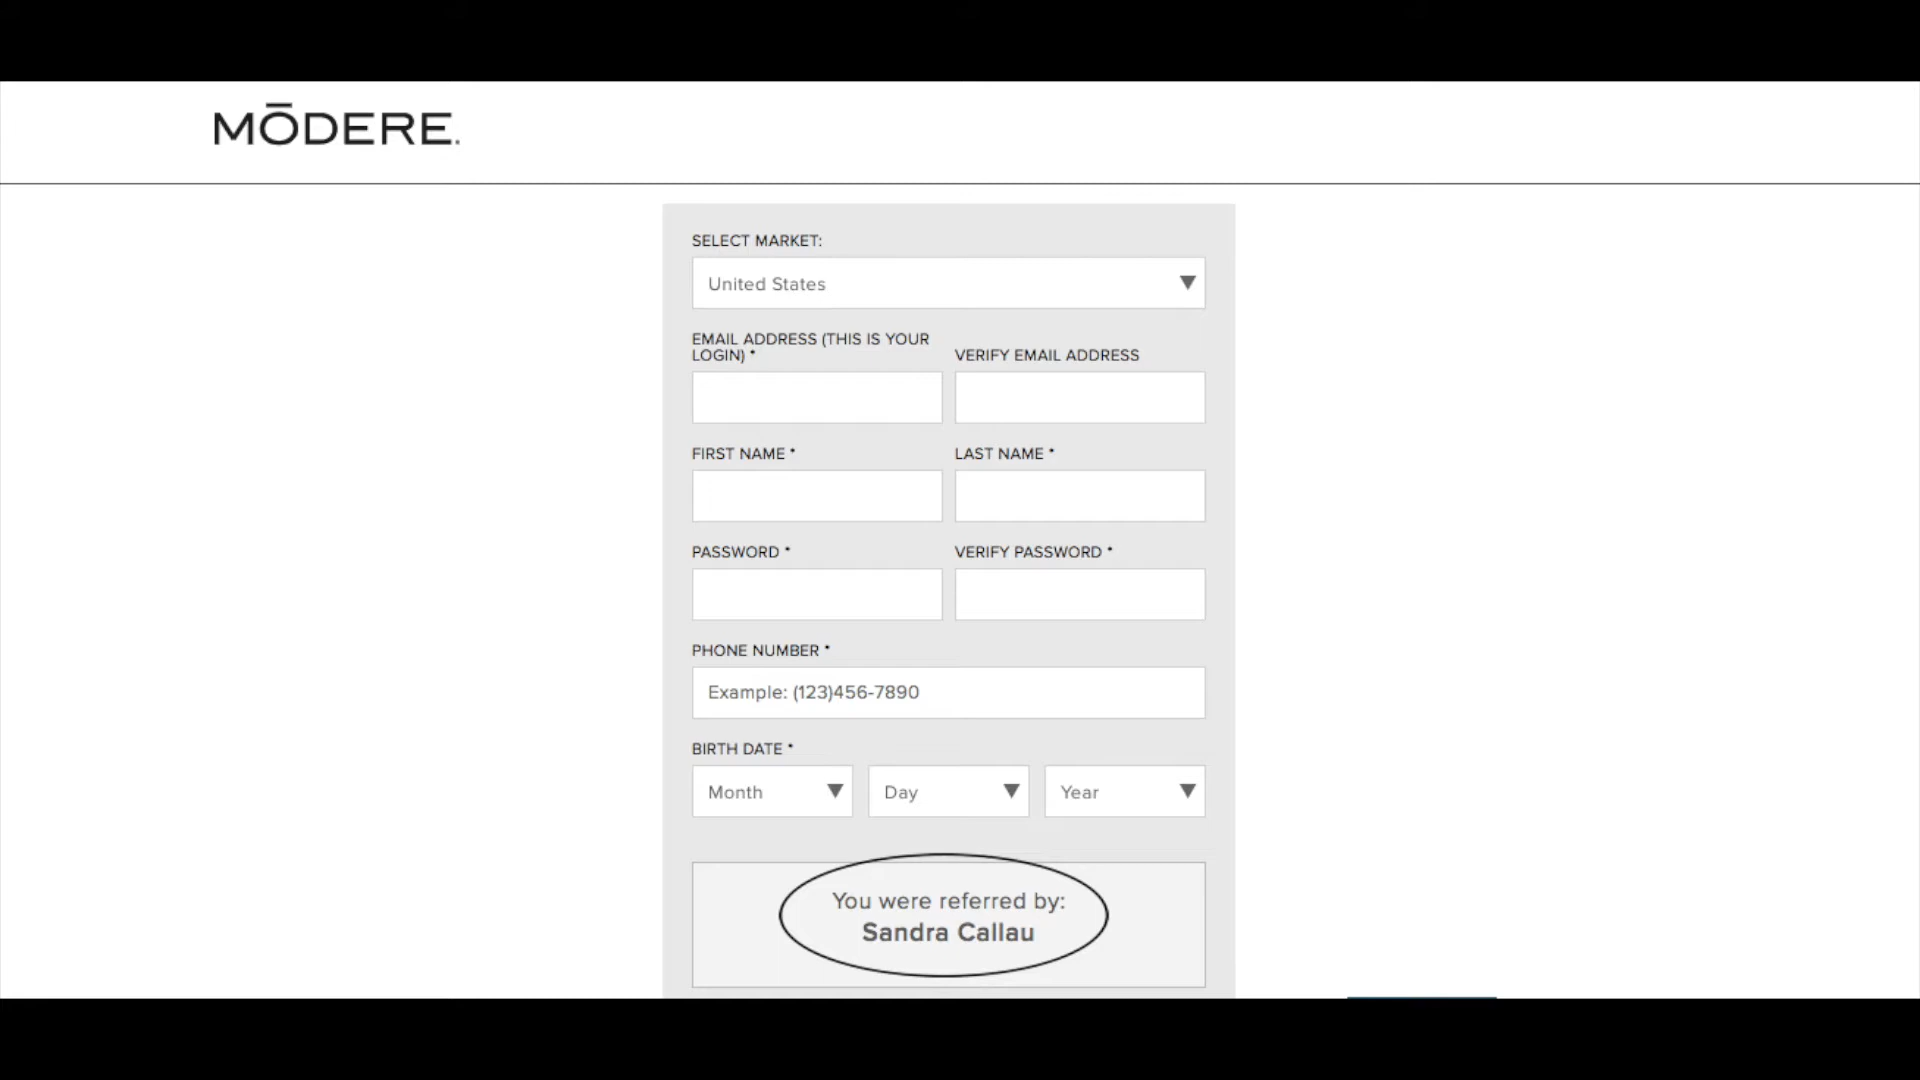 MŌDERE.
SELECT MARKET:
United States
EMAIL ADDRESS (THIS IS YOUR
LOGIN) *
VERIFY EMAIL ADDRESS
FIRST NAME *
LAST NAME *
PASSWORD *
VERIFY PASSWORD *
PHONE NUMBER *
Example: (123)456-7890
BIRTH DATE *
Month
Day
Year
You were referred by:
Sandra Callau